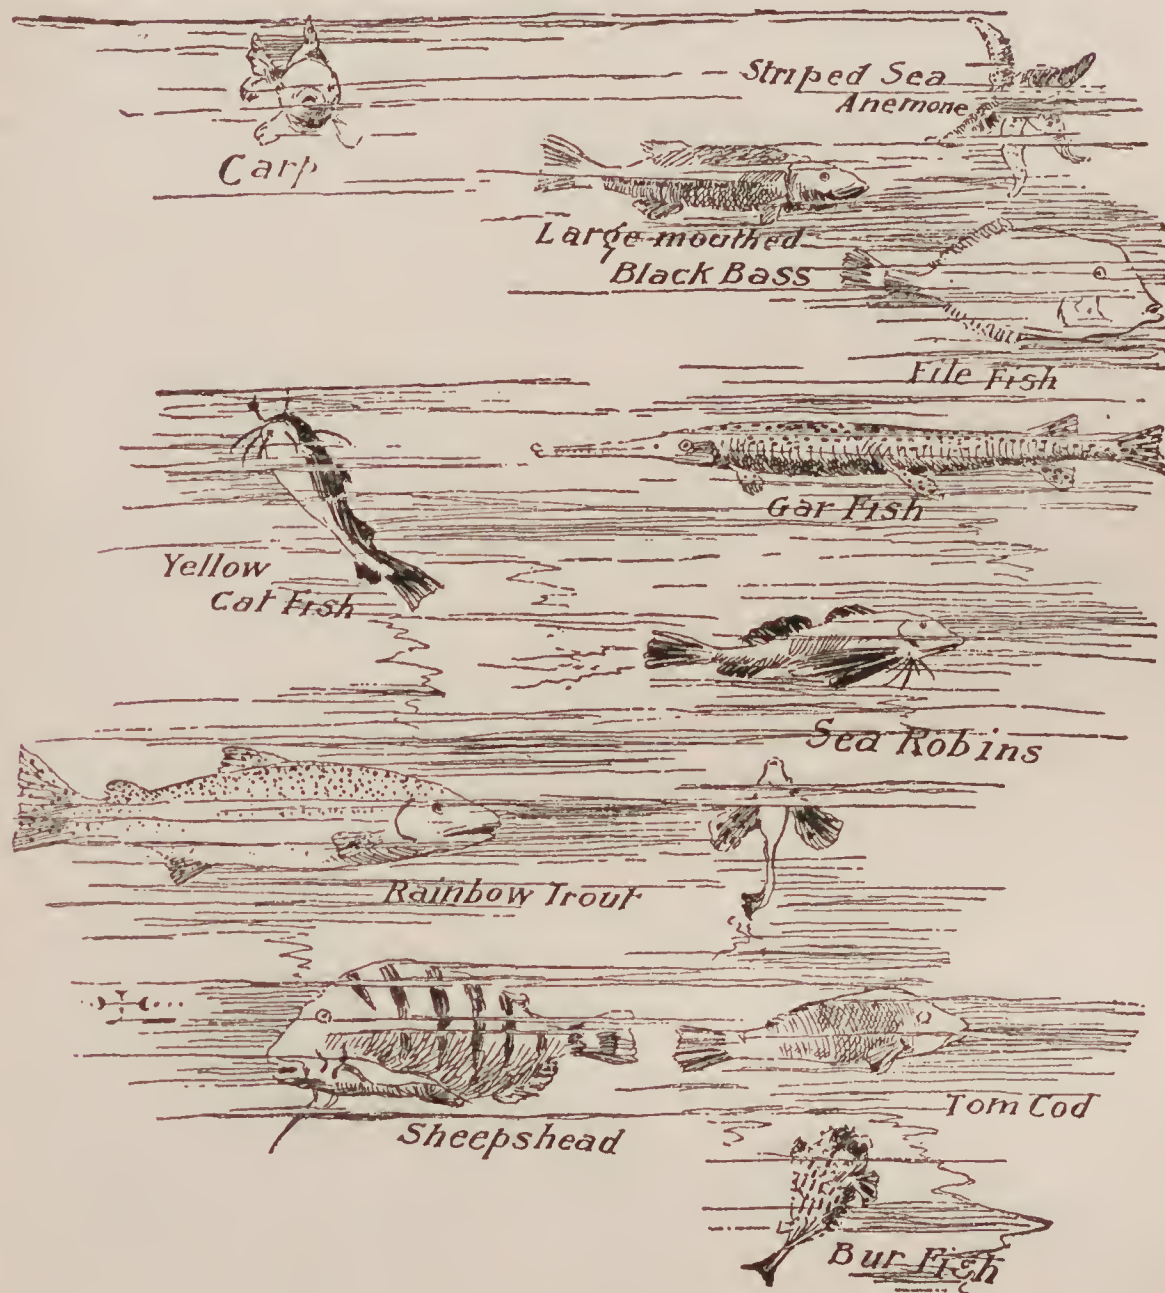 Carp
Striped Sea
Anemone
Large-mouthed
Black Bass
File Fish
Gar Fish
Yellow
Cat Fish
Sea Robins
Rainbow Trout
Sheepshead
Tom Cod
Bur Fish